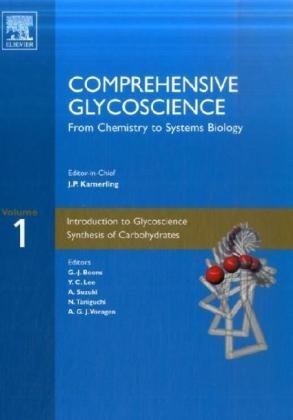 ELSEVIER
COMPREHENSIVE
GLYCOSCIENCE
From Chemistry to Systems Biology
Editor-in-Chief
J.P. Kamerling
Volume
1
Introduction to Glycoscience
Synthesis of Carbohydrates
Editors
G.-J. Boons
Y. C. Lee
A. Suzuki
N. Taniguchi
A. G. J. Voragen